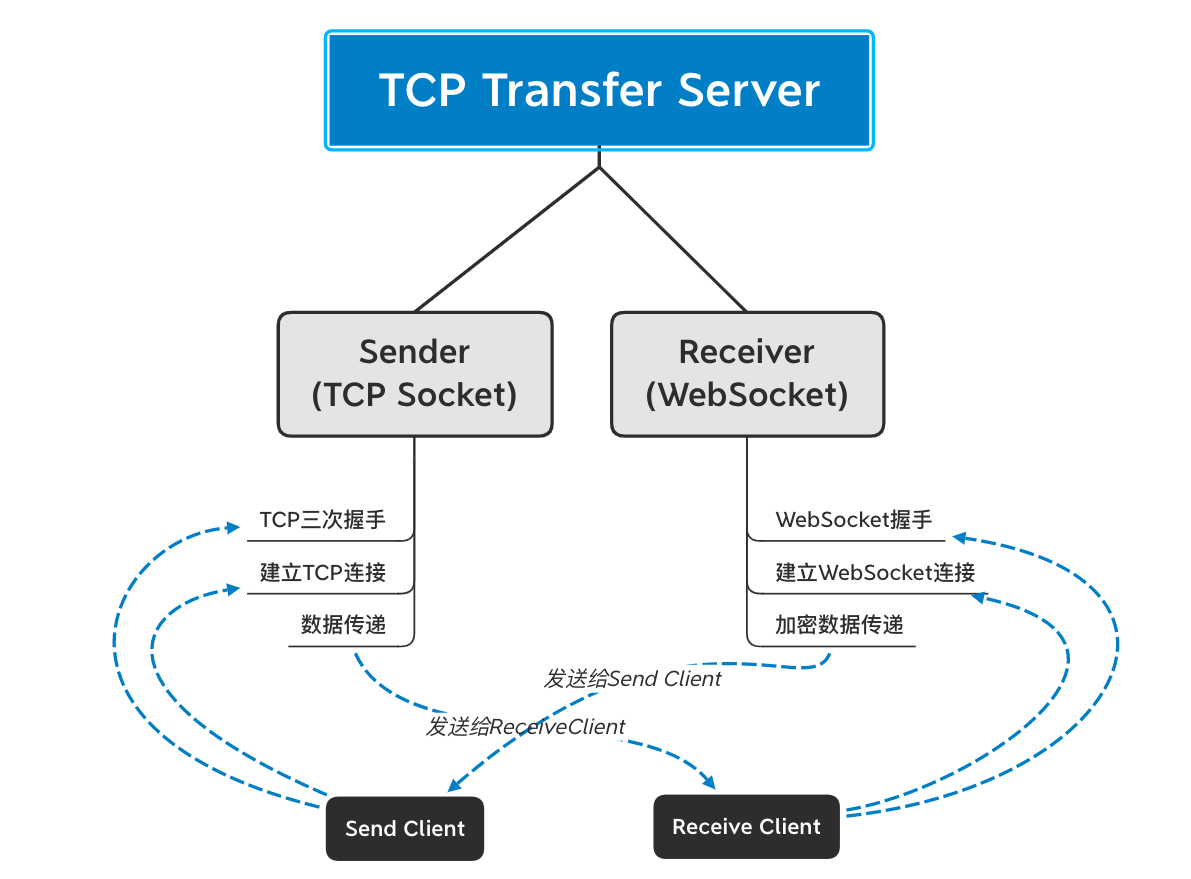 TCP Transfer Server
Sender
(TCP Socket)
Receiver
(WebSocket)
TCP三次握手
建立TCP连接
数据传递
WebSocket握手
建立WebSocket连接
加密数据传递
发送给Send Client
发送给ReceiveClient
Send Client
Receive Client